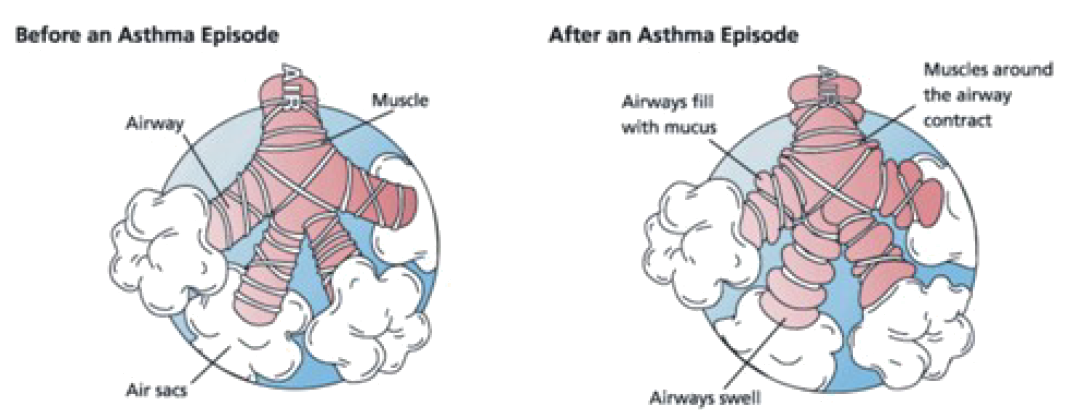 Before an Asthma Episode
AIR
Muscle
Airway
Air sacs
After an Asthma Episode
AIR
Muscles around
the airway
contract
Airways fill
with mucus
Airways swell